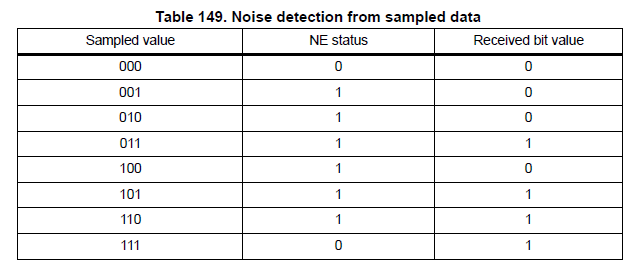 Table 149. Noise detection from sampled data
Sampled value NE status Received bit value
000 0 0
001 1 0
010 1 0
011 1 1
100 1 0
101 1 1
110 1 1
111 0 1